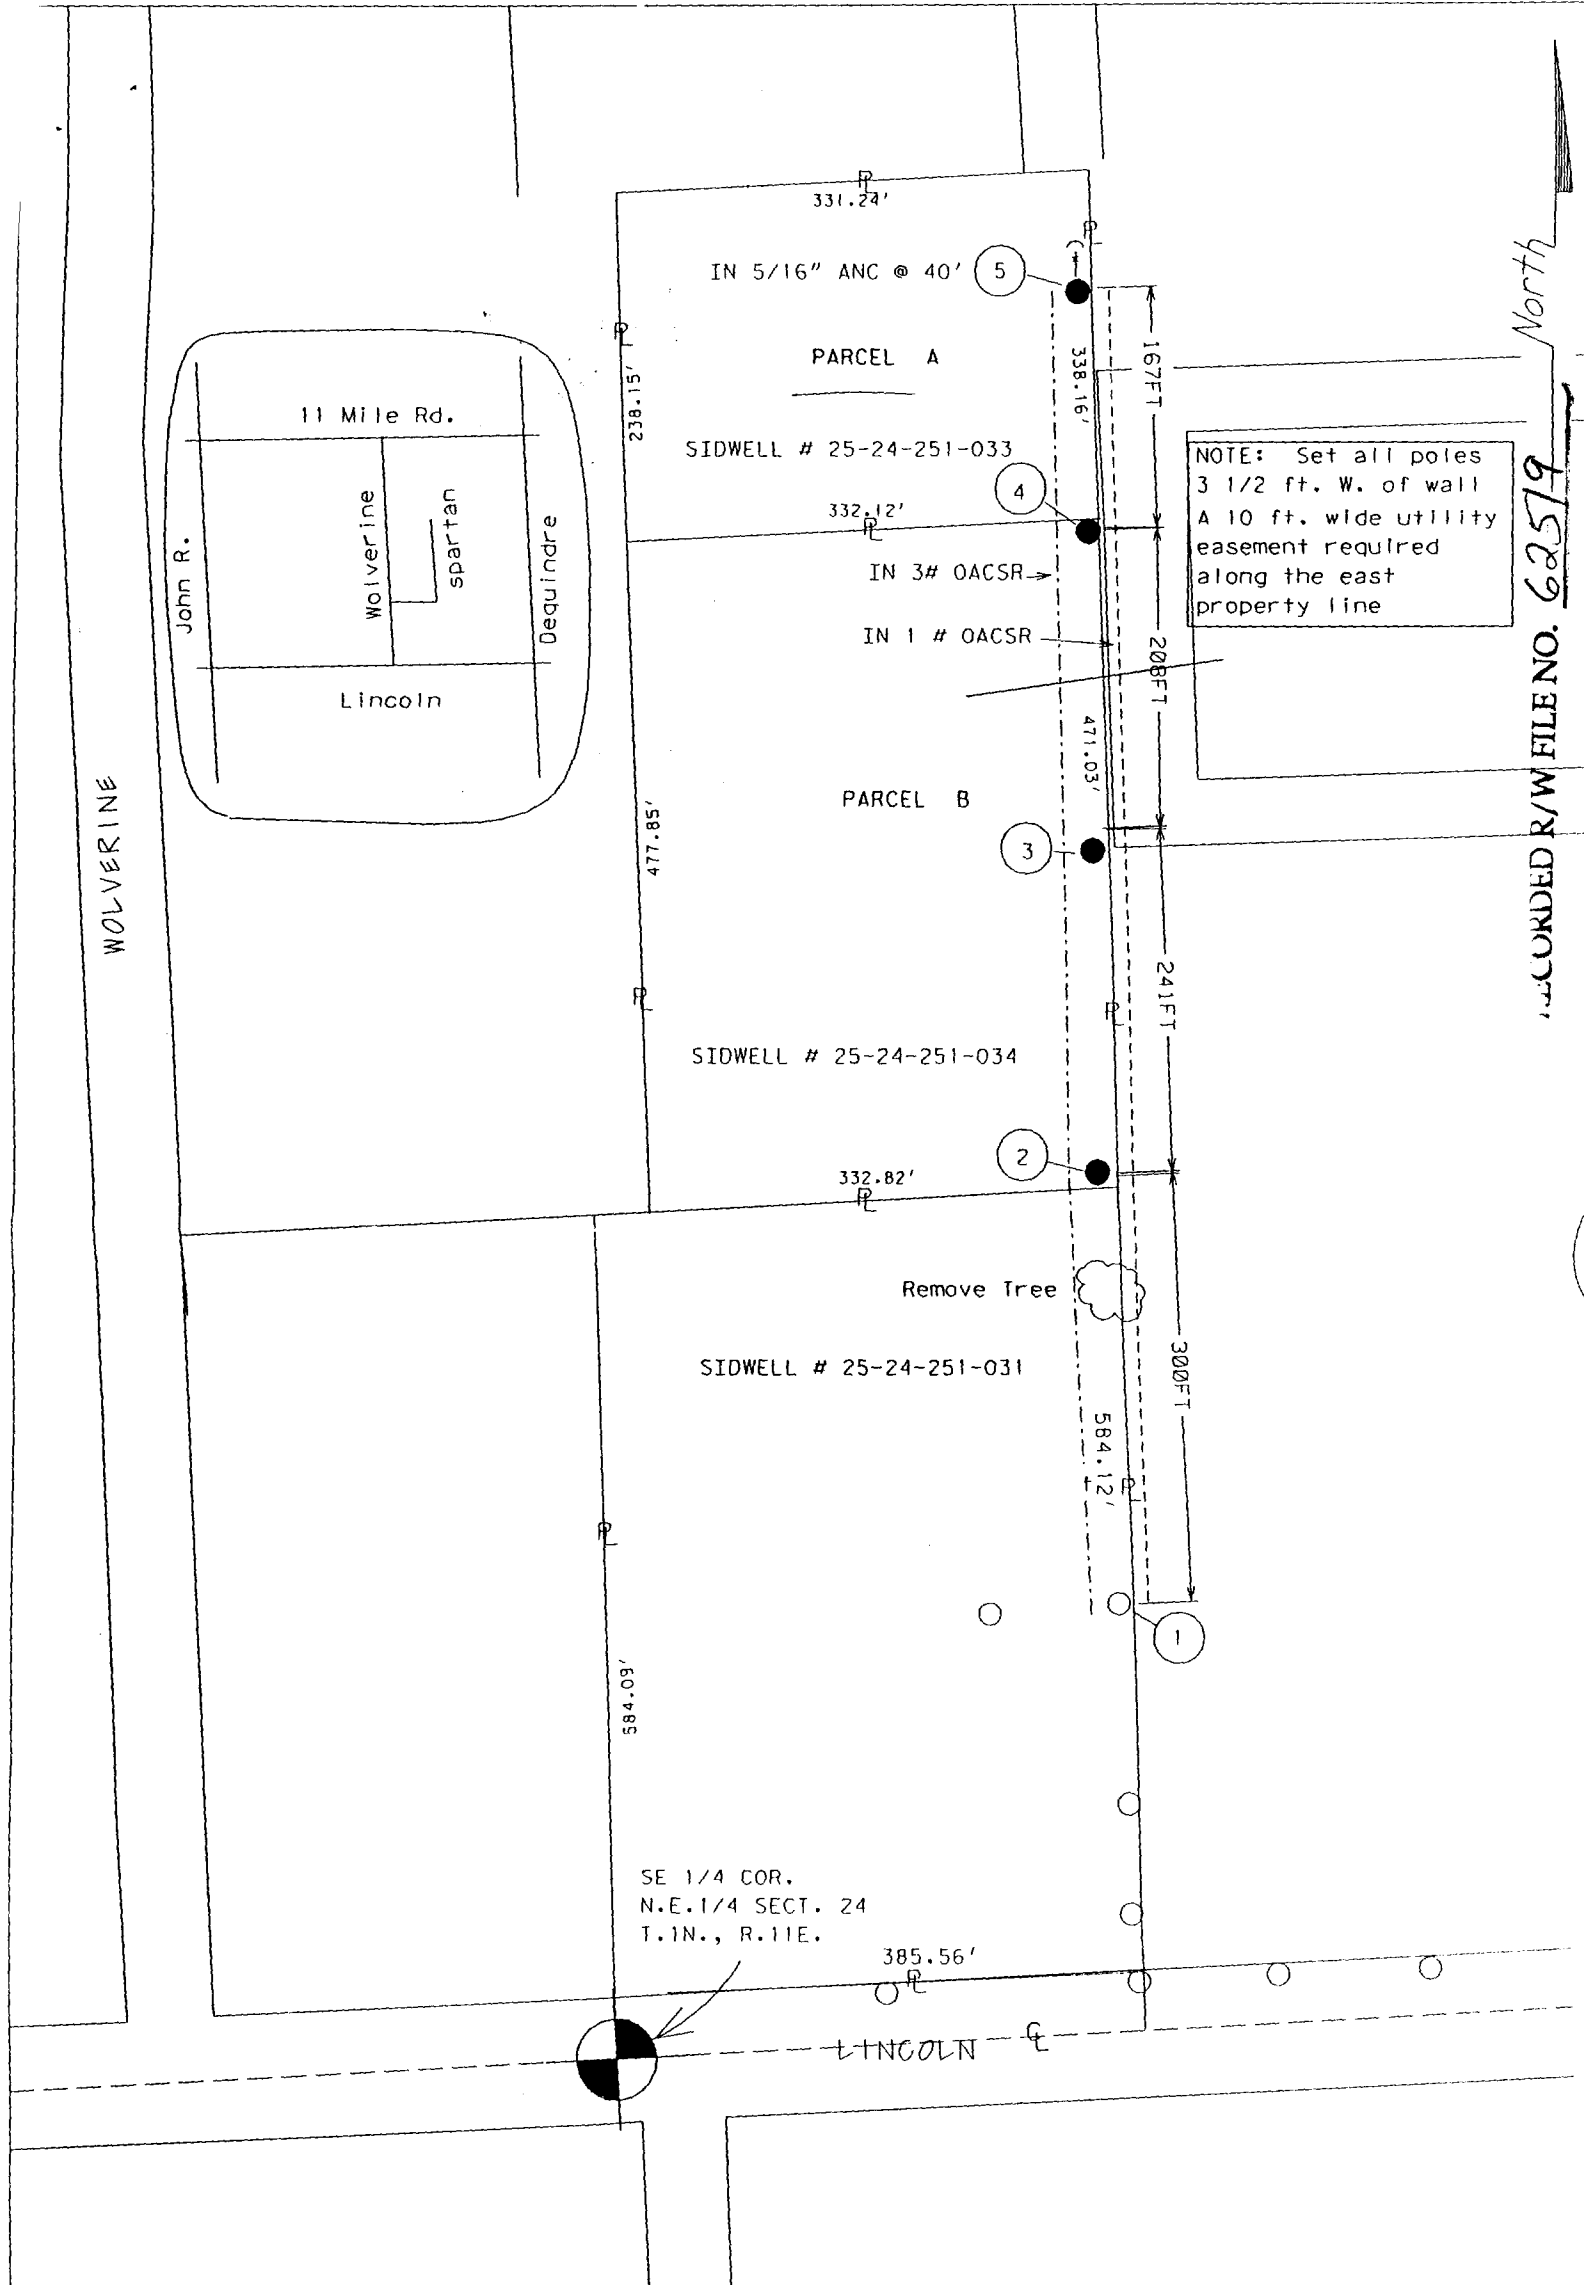 331.24'
IN 5/16" ANC @ 40'
5
North
PARCEL A
338.16'
167FT
238.15'
11 Mile Rd.
SIDWELL # 25-24-251-033
NOTE: Set all poles
3 1/2 ft. W. of wall
A 10 ft. wide utility
easement required
along the east
property line
4
332.12'
John R.
Wolverine
spartan
Dequindre
Lincoln
IN 3# OACSR
IN 1 # OACSR
208FT
471.03'
R/W FILE NO. 62519
WOLVERINE
PARCEL B
477.85'
3
241FT
SIDWELL # 25-24-251-034
2
332.82'
Remove Tree
SIDWELL # 25-24-251-031
300FT
584.12'
1
584.09'
SE 1/4 COR.
N.E.1/4 SECT. 24
T.1N., R.11E.
385.56'
LINCOLN